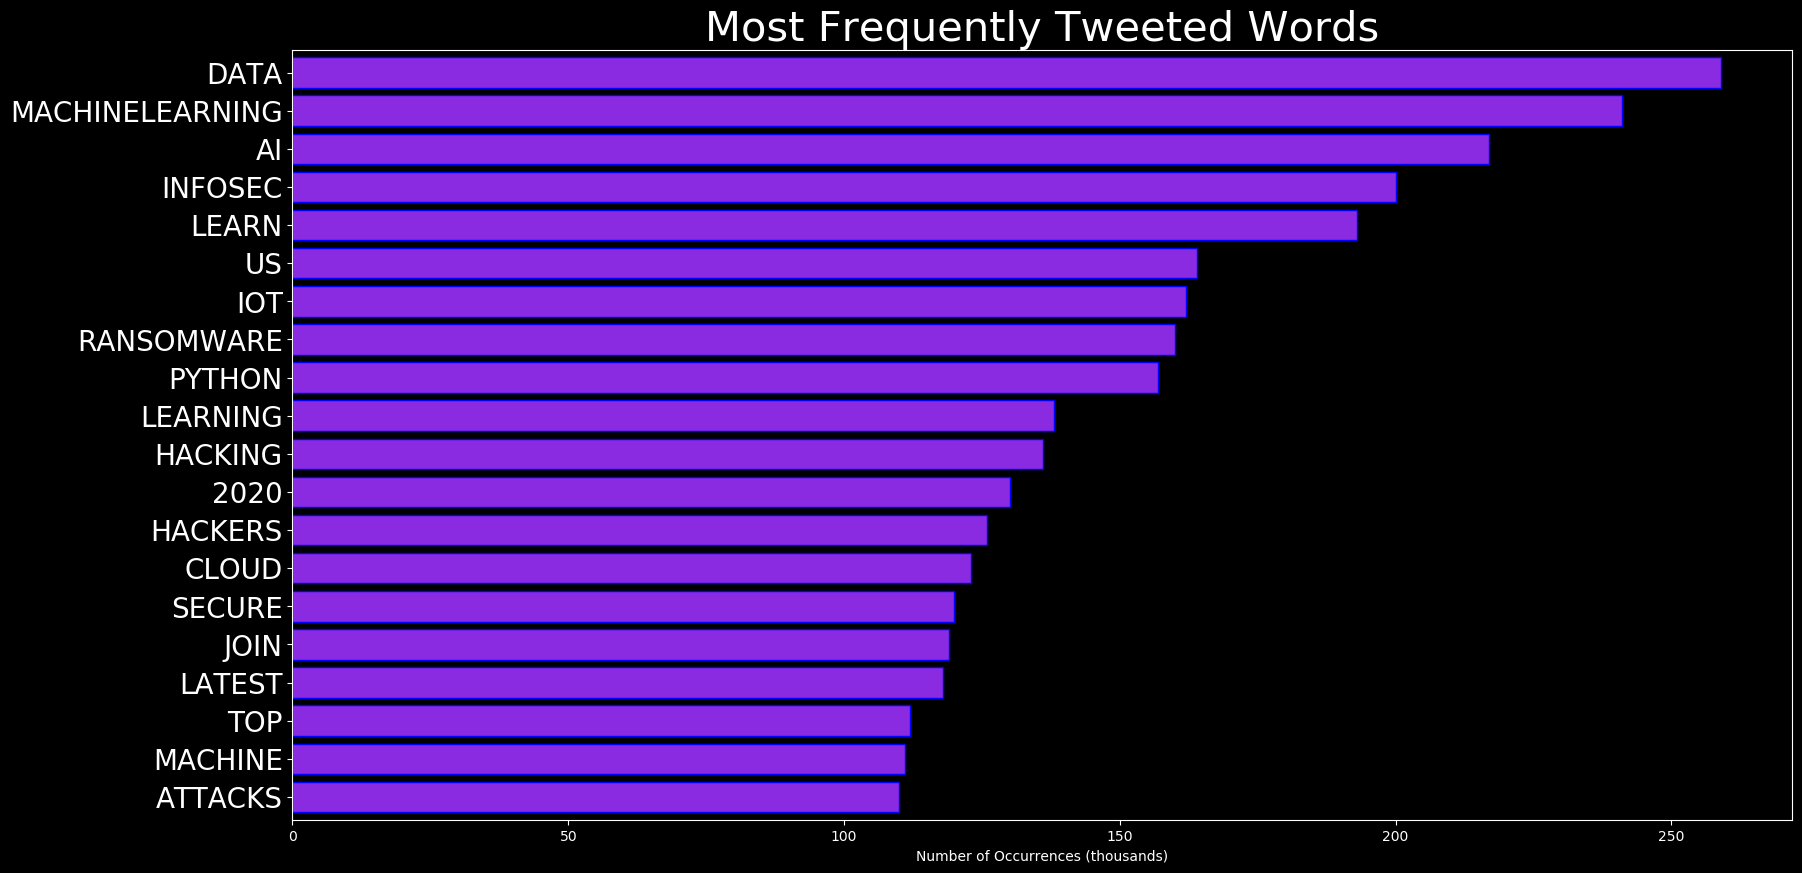 Most Frequently Tweeted Words
DATA
MACHINELEARNING
AI
INFOSEC
LEARN
US
IOT
RANSOMWARE
PYTHON
LEARNING
HACKING
2020
HACKERS
CLOUD
SECURE
JOIN
LATEST
TOP
MACHINE
ATTACKS
0 50 100 150 200 250
Number of Occurrences (thousands)